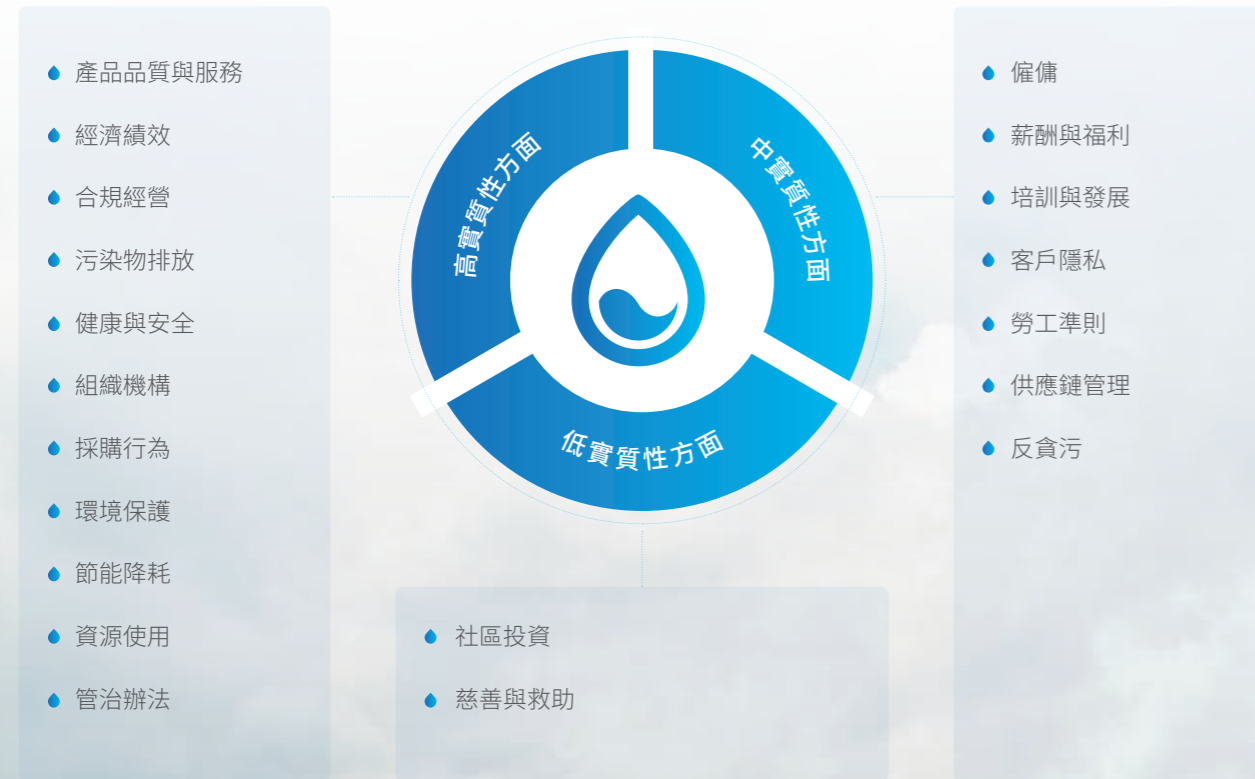 產品品質與服務
經濟績效
合規經營
污染物排放
健康與安全
組織機構
採購行為
環境保護
節能降耗
資源使用
管治辦法
高實質性方面
中實質性方面
低實質性方面
社區投資
慈善與救助
僱傭
薪酬與福利
培訓與發展
客戶隱私
勞工準則
供應鏈管理
反貪污